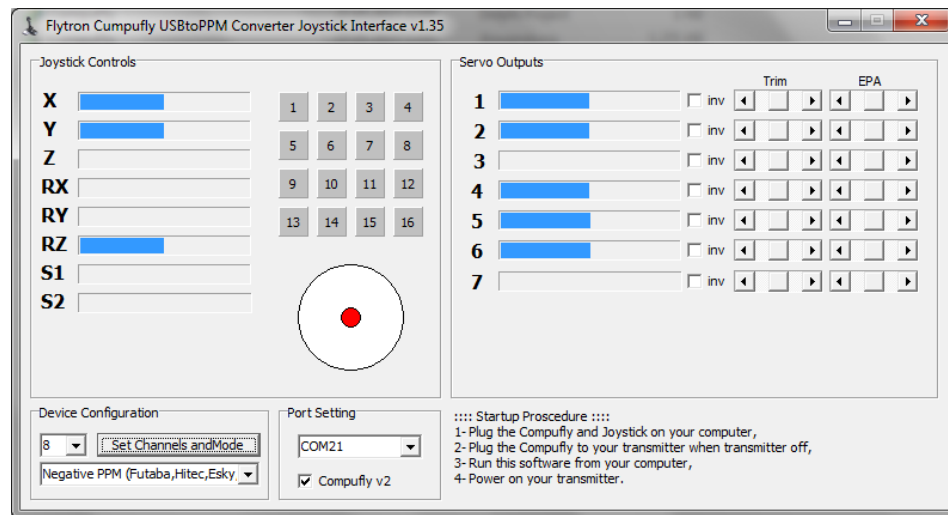 Flytron Cumpufly USBtoPPM Converter Joystick Interface v1.35
Joystick Controls
X
Y
Z
RX
RY
RZ
S1
S2
1 2 3 4
5 6 7 8
9 10 11 12
13 14 15 16
Servo Outputs
Trim EPA
1 inv
2 inv
3 inv
4 inv
5 inv
6 inv
7 inv
Device Configuration
8 Set Channels andMode
Negative PPM (Futaba,Hitec,Esky,
Port Setting
COM21
Compufly v2
:::: Startup Proscedure ::::
1- Plug the Compufly and Joystick on your computer,
2- Plug the Compufly to your transmitter when transmitter off,
3- Run this software from your computer,
4- Power on your transmitter.